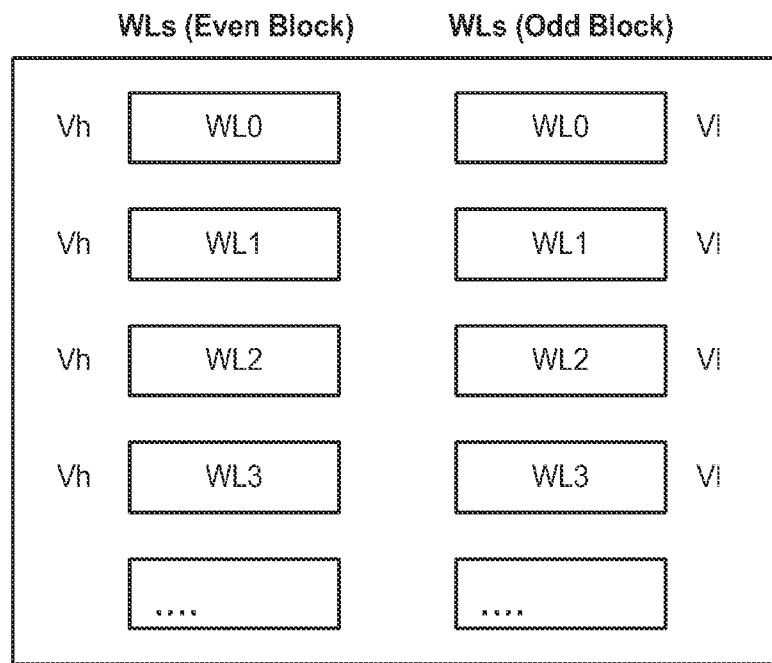 WLs (Even Block) WLs (Odd Block)
Vh WL0 WL0 Vl
Vh WL1 WL1 Vl
Vh WL2 WL2 Vl
Vh WL3 WL3 Vl
.... ....